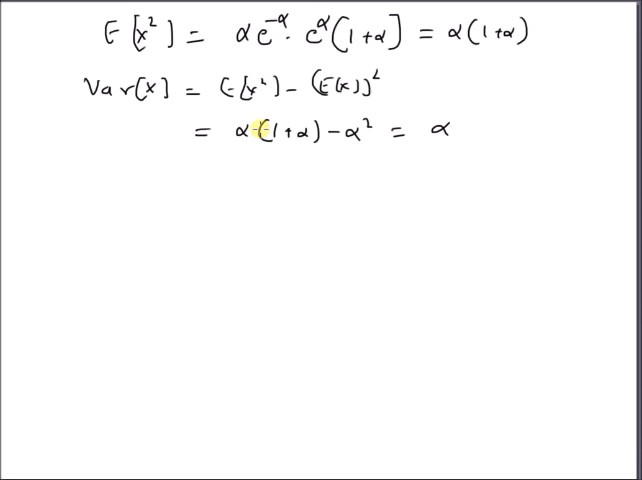 E[x²] = αe^{-α}. e^{α}(1+α] = α(1+α)
Var[x] = E[x²] - (E[x])²
= α(1+α) - α² = α